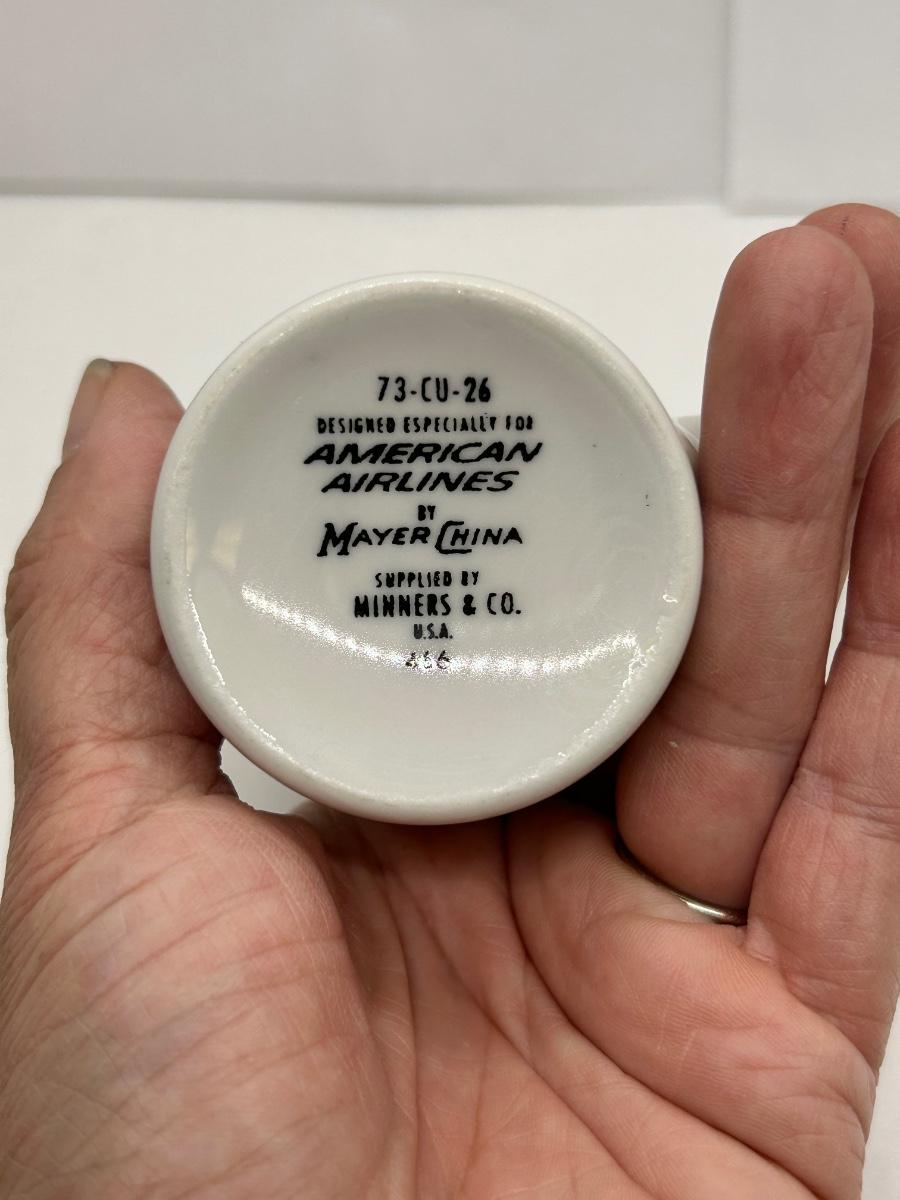 73-CU-26
DESIGNED ESPECIALLY FOR
AMERICAN
AIRLINES
BY
MAYER CHINA
SUPPLIED BY
MINNERS & CO.
U.S.A.